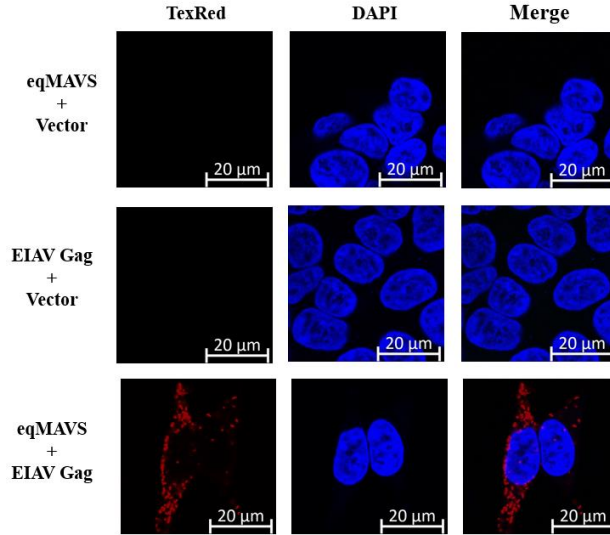 TexRed DAPI Merge
eqMAVS
+
Vector
20 µm 20 µm 20 µm
EIAV Gag
+
Vector
20 µm 20 µm 20 µm
eqMAVS
+
EIAV Gag
20 µm 20 µm 20 µm